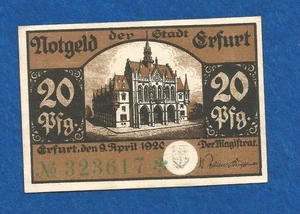 Notgeld der Stadt Erfurt
20 20
Pfg. Pfg.
Erfurt, den 9. April 1920 Der Magistrat.
№ 323617 *